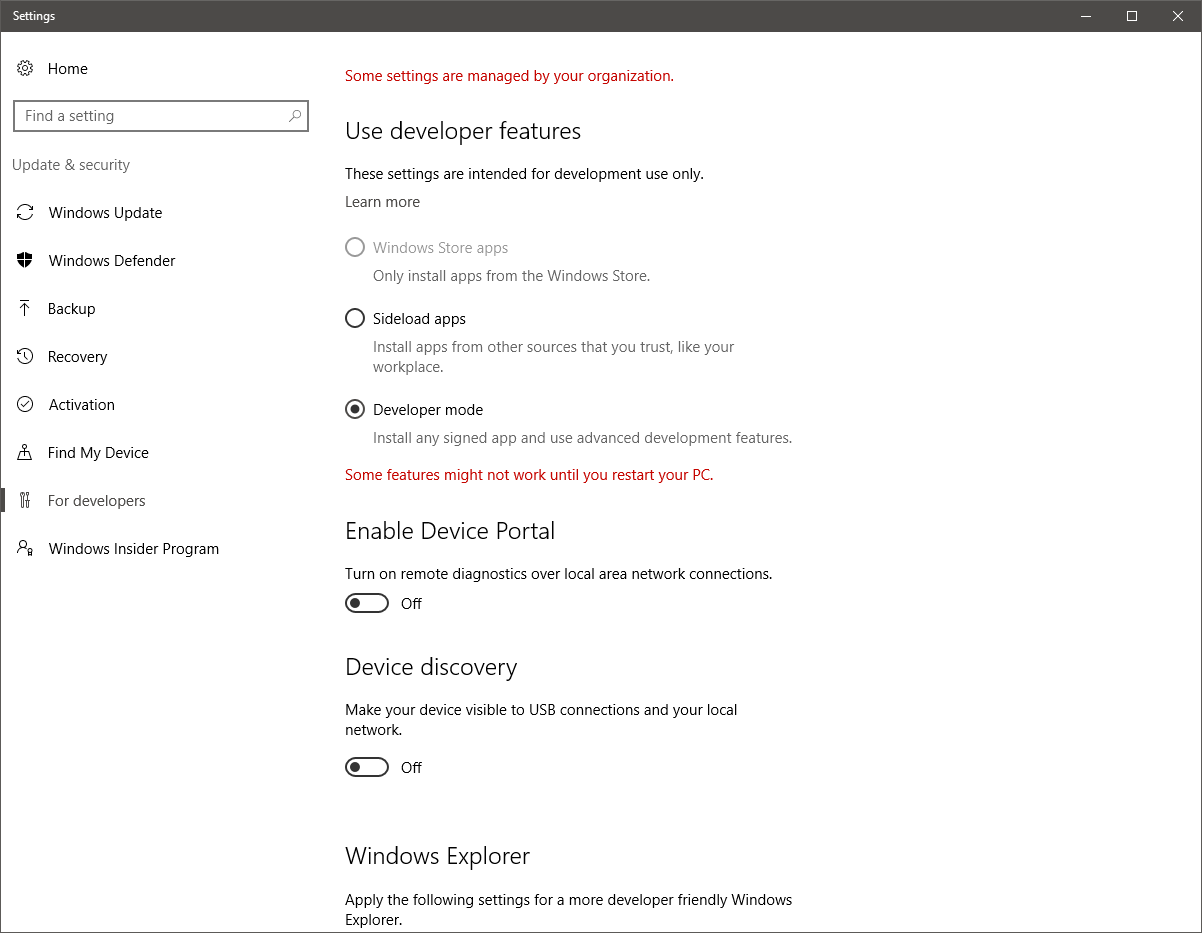 Settings
Home
Find a setting
Update & security
Windows Update
Windows Defender
Backup
Recovery
Activation
Find My Device
For developers
Windows Insider Program
Some settings are managed by your organization.
Use developer features
These settings are intended for development use only.
Learn more
Windows Store apps
Only install apps from the Windows Store.
Sideload apps
Install apps from other sources that you trust, like your
workplace.
Developer mode
Install any signed app and use advanced development features.
Some features might not work until you restart your PC.
Enable Device Portal
Turn on remote diagnostics over local area network connections.
Off
Device discovery
Make your device visible to USB connections and your local
network.
Off
Windows Explorer
Apply the following settings for a more developer friendly Windows
Explorer.